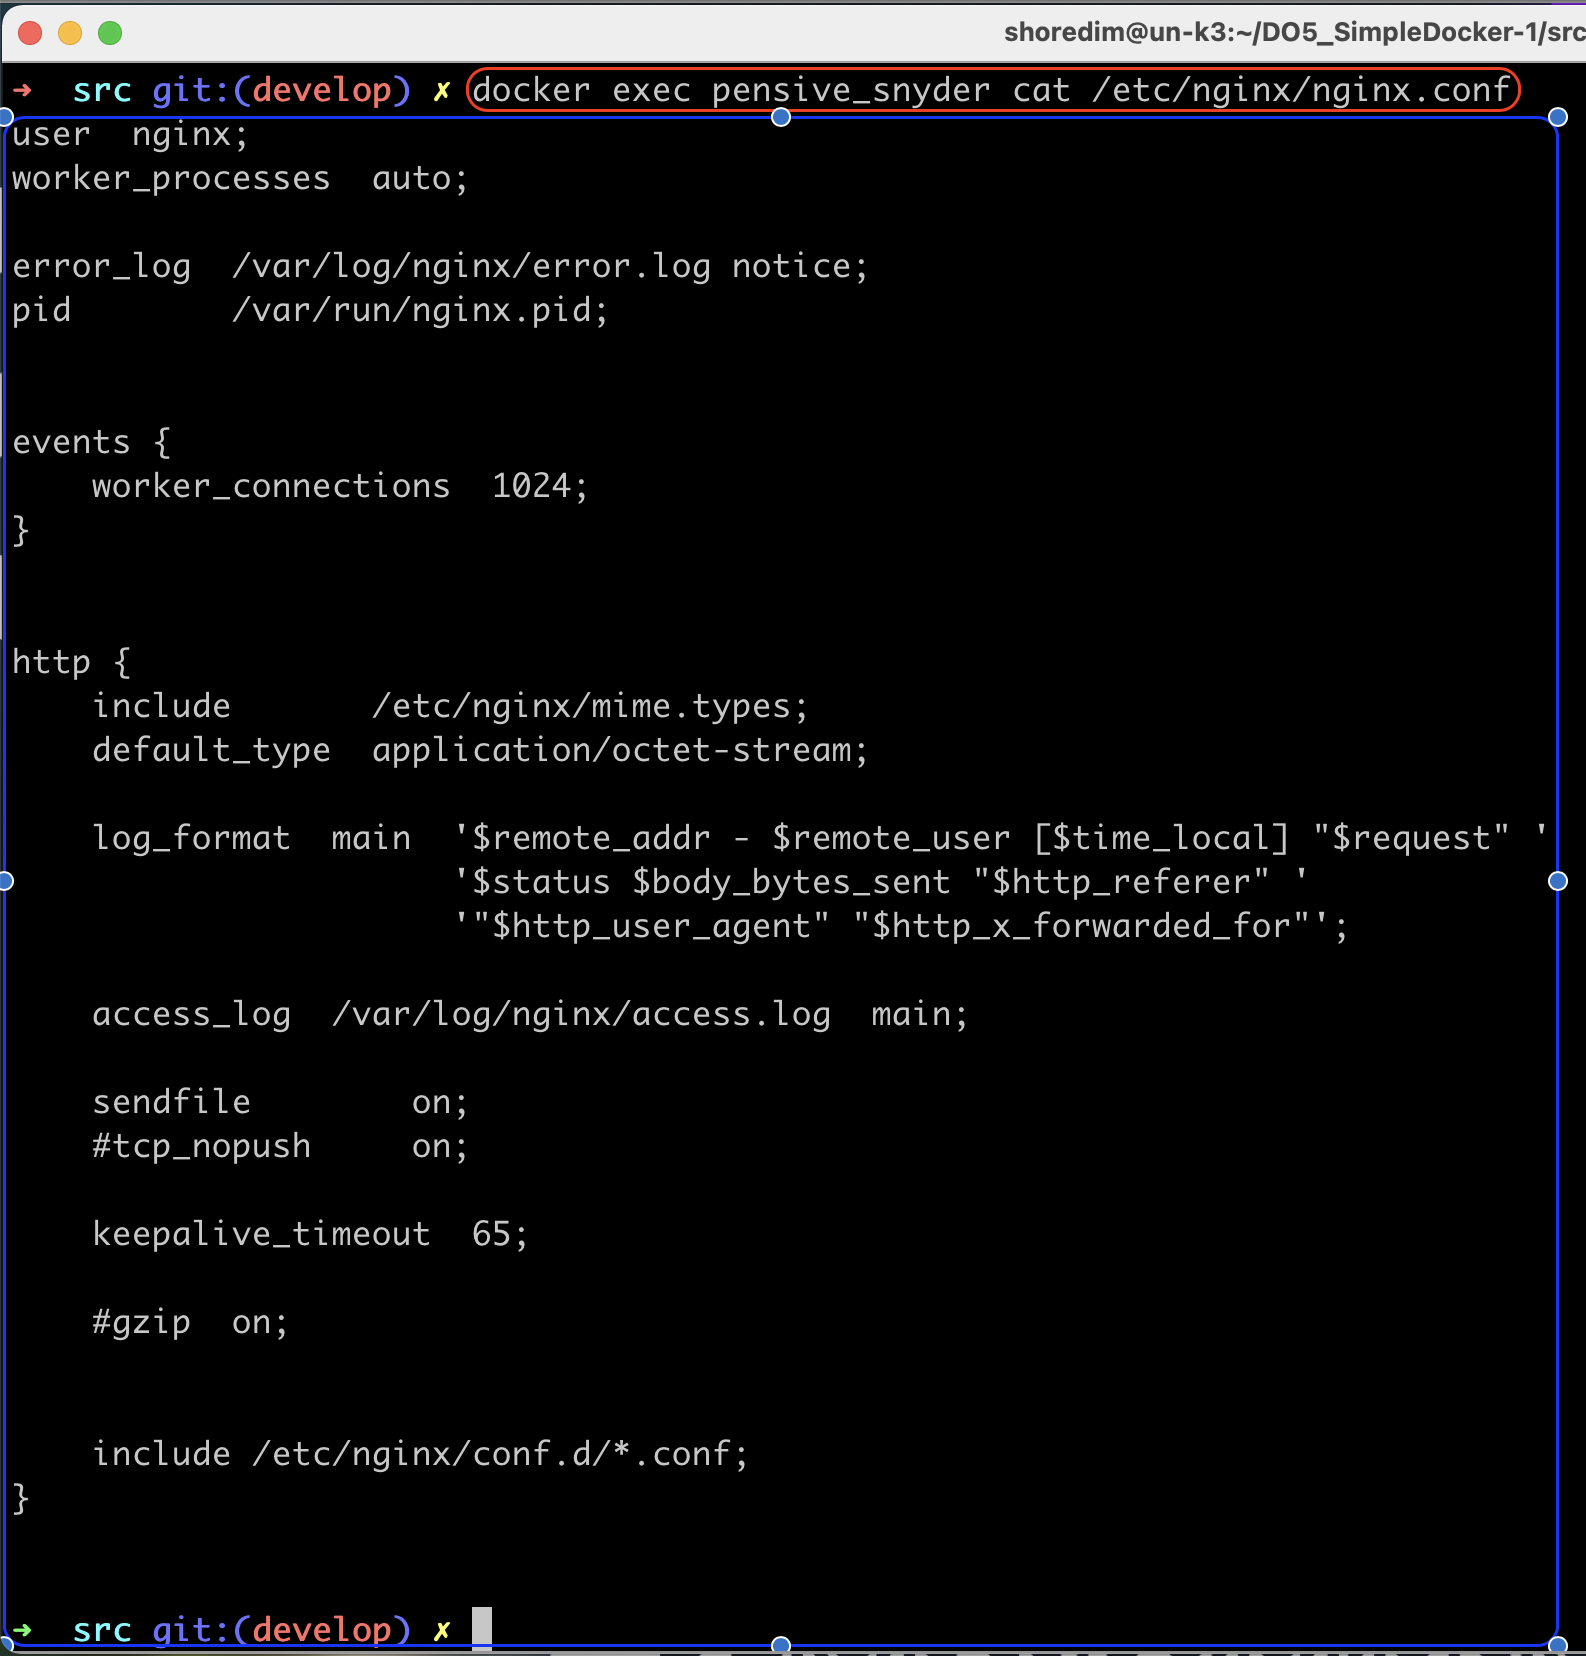 shoredim@un-k3:~/DO5_SimpleDocker-1/src
➜  src git:(develop) ✗ docker exec pensive_snyder cat /etc/nginx/nginx.conf
user  nginx;
worker_processes  auto;

error_log  /var/log/nginx/error.log notice;
pid        /var/run/nginx.pid;


events {
    worker_connections  1024;
}


http {
    include       /etc/nginx/mime.types;
    default_type  application/octet-stream;

    log_format  main  '$remote_addr - $remote_user [$time_local] "$request" '
                      '$status $body_bytes_sent "$http_referer" '
                      '"$http_user_agent" "$http_x_forwarded_for"';

    access_log  /var/log/nginx/access.log  main;

    sendfile        on;
    #tcp_nopush     on;

    keepalive_timeout  65;

    #gzip  on;


    include /etc/nginx/conf.d/*.conf;
}


➜  src git:(develop) ✗